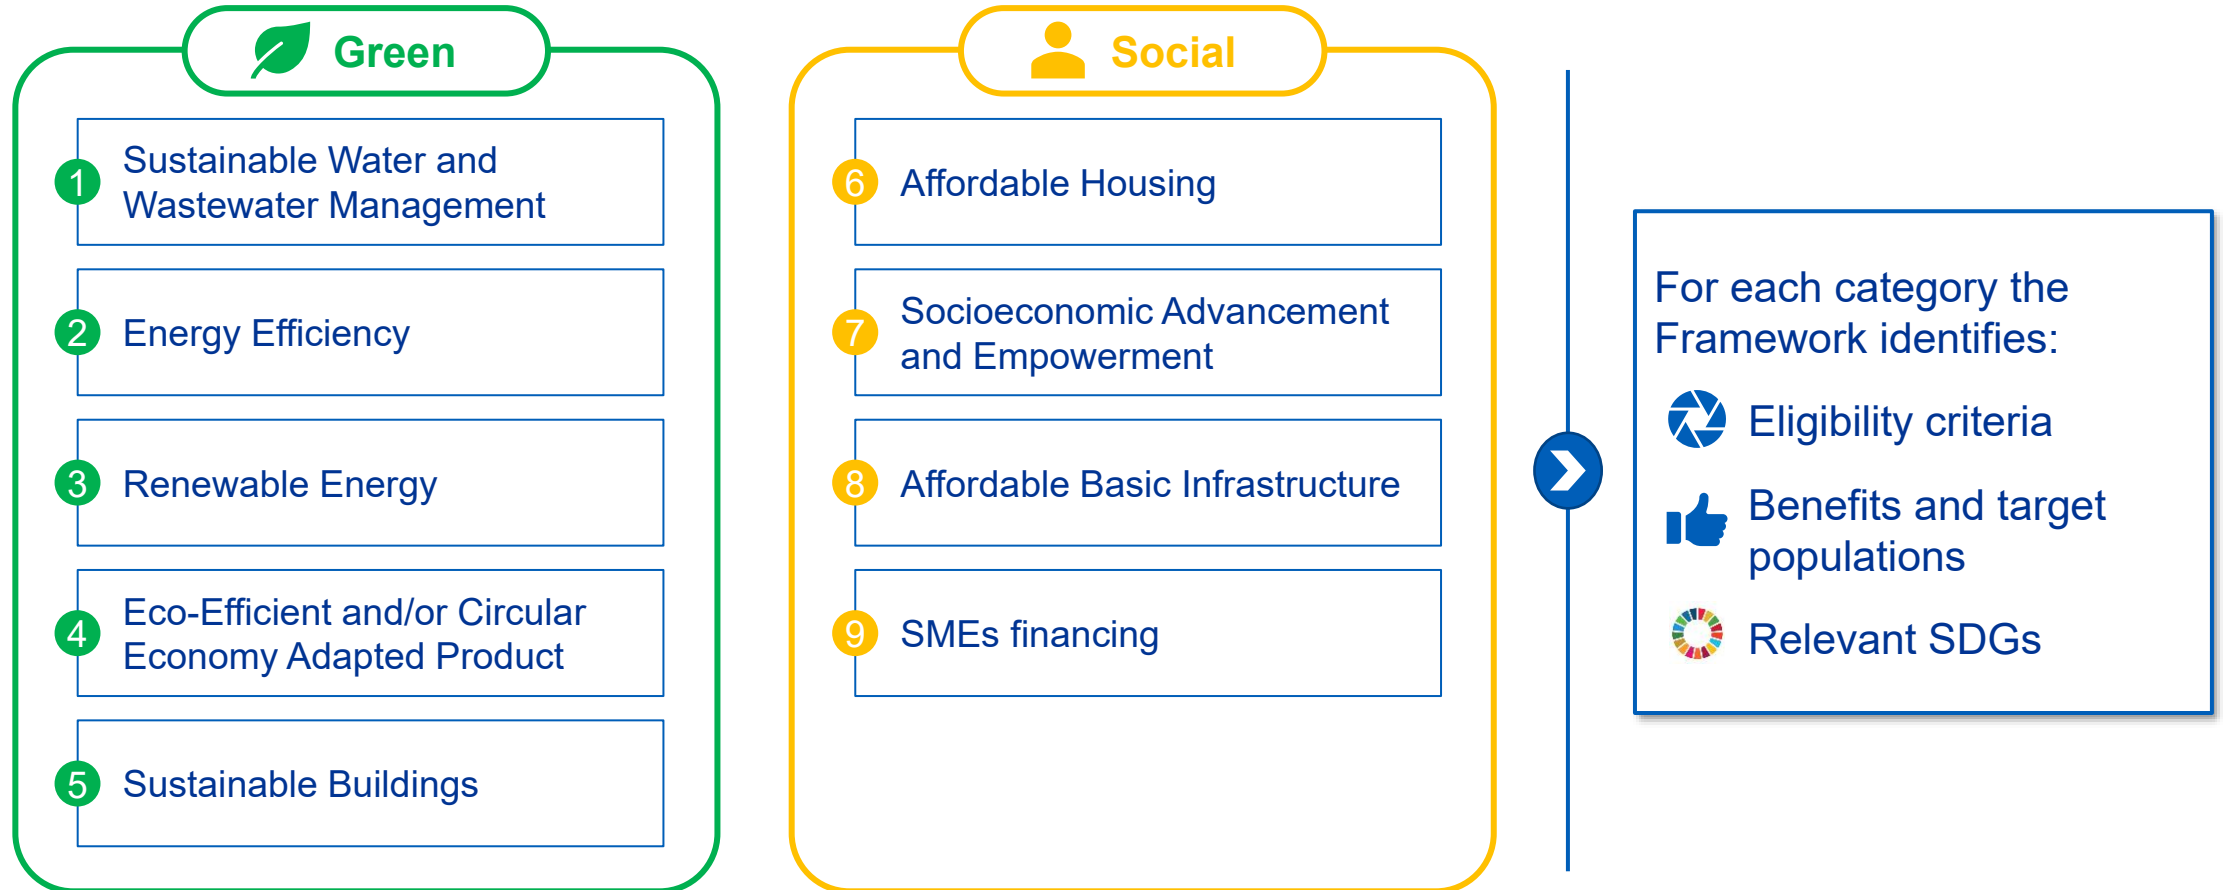 Green
1
Sustainable Water and
Wastewater Management
2
Energy Efficiency
3
Renewable Energy
4
Eco-Efficient and/or Circular
Economy Adapted Product
5
Sustainable Buildings
Social
6
Affordable Housing
7
Socioeconomic Advancement
and Empowerment
8
Affordable Basic Infrastructure
9
SMEs financing
For each category the
Framework identifies:
Eligibility criteria
Benefits and target
populations
Relevant SDGs